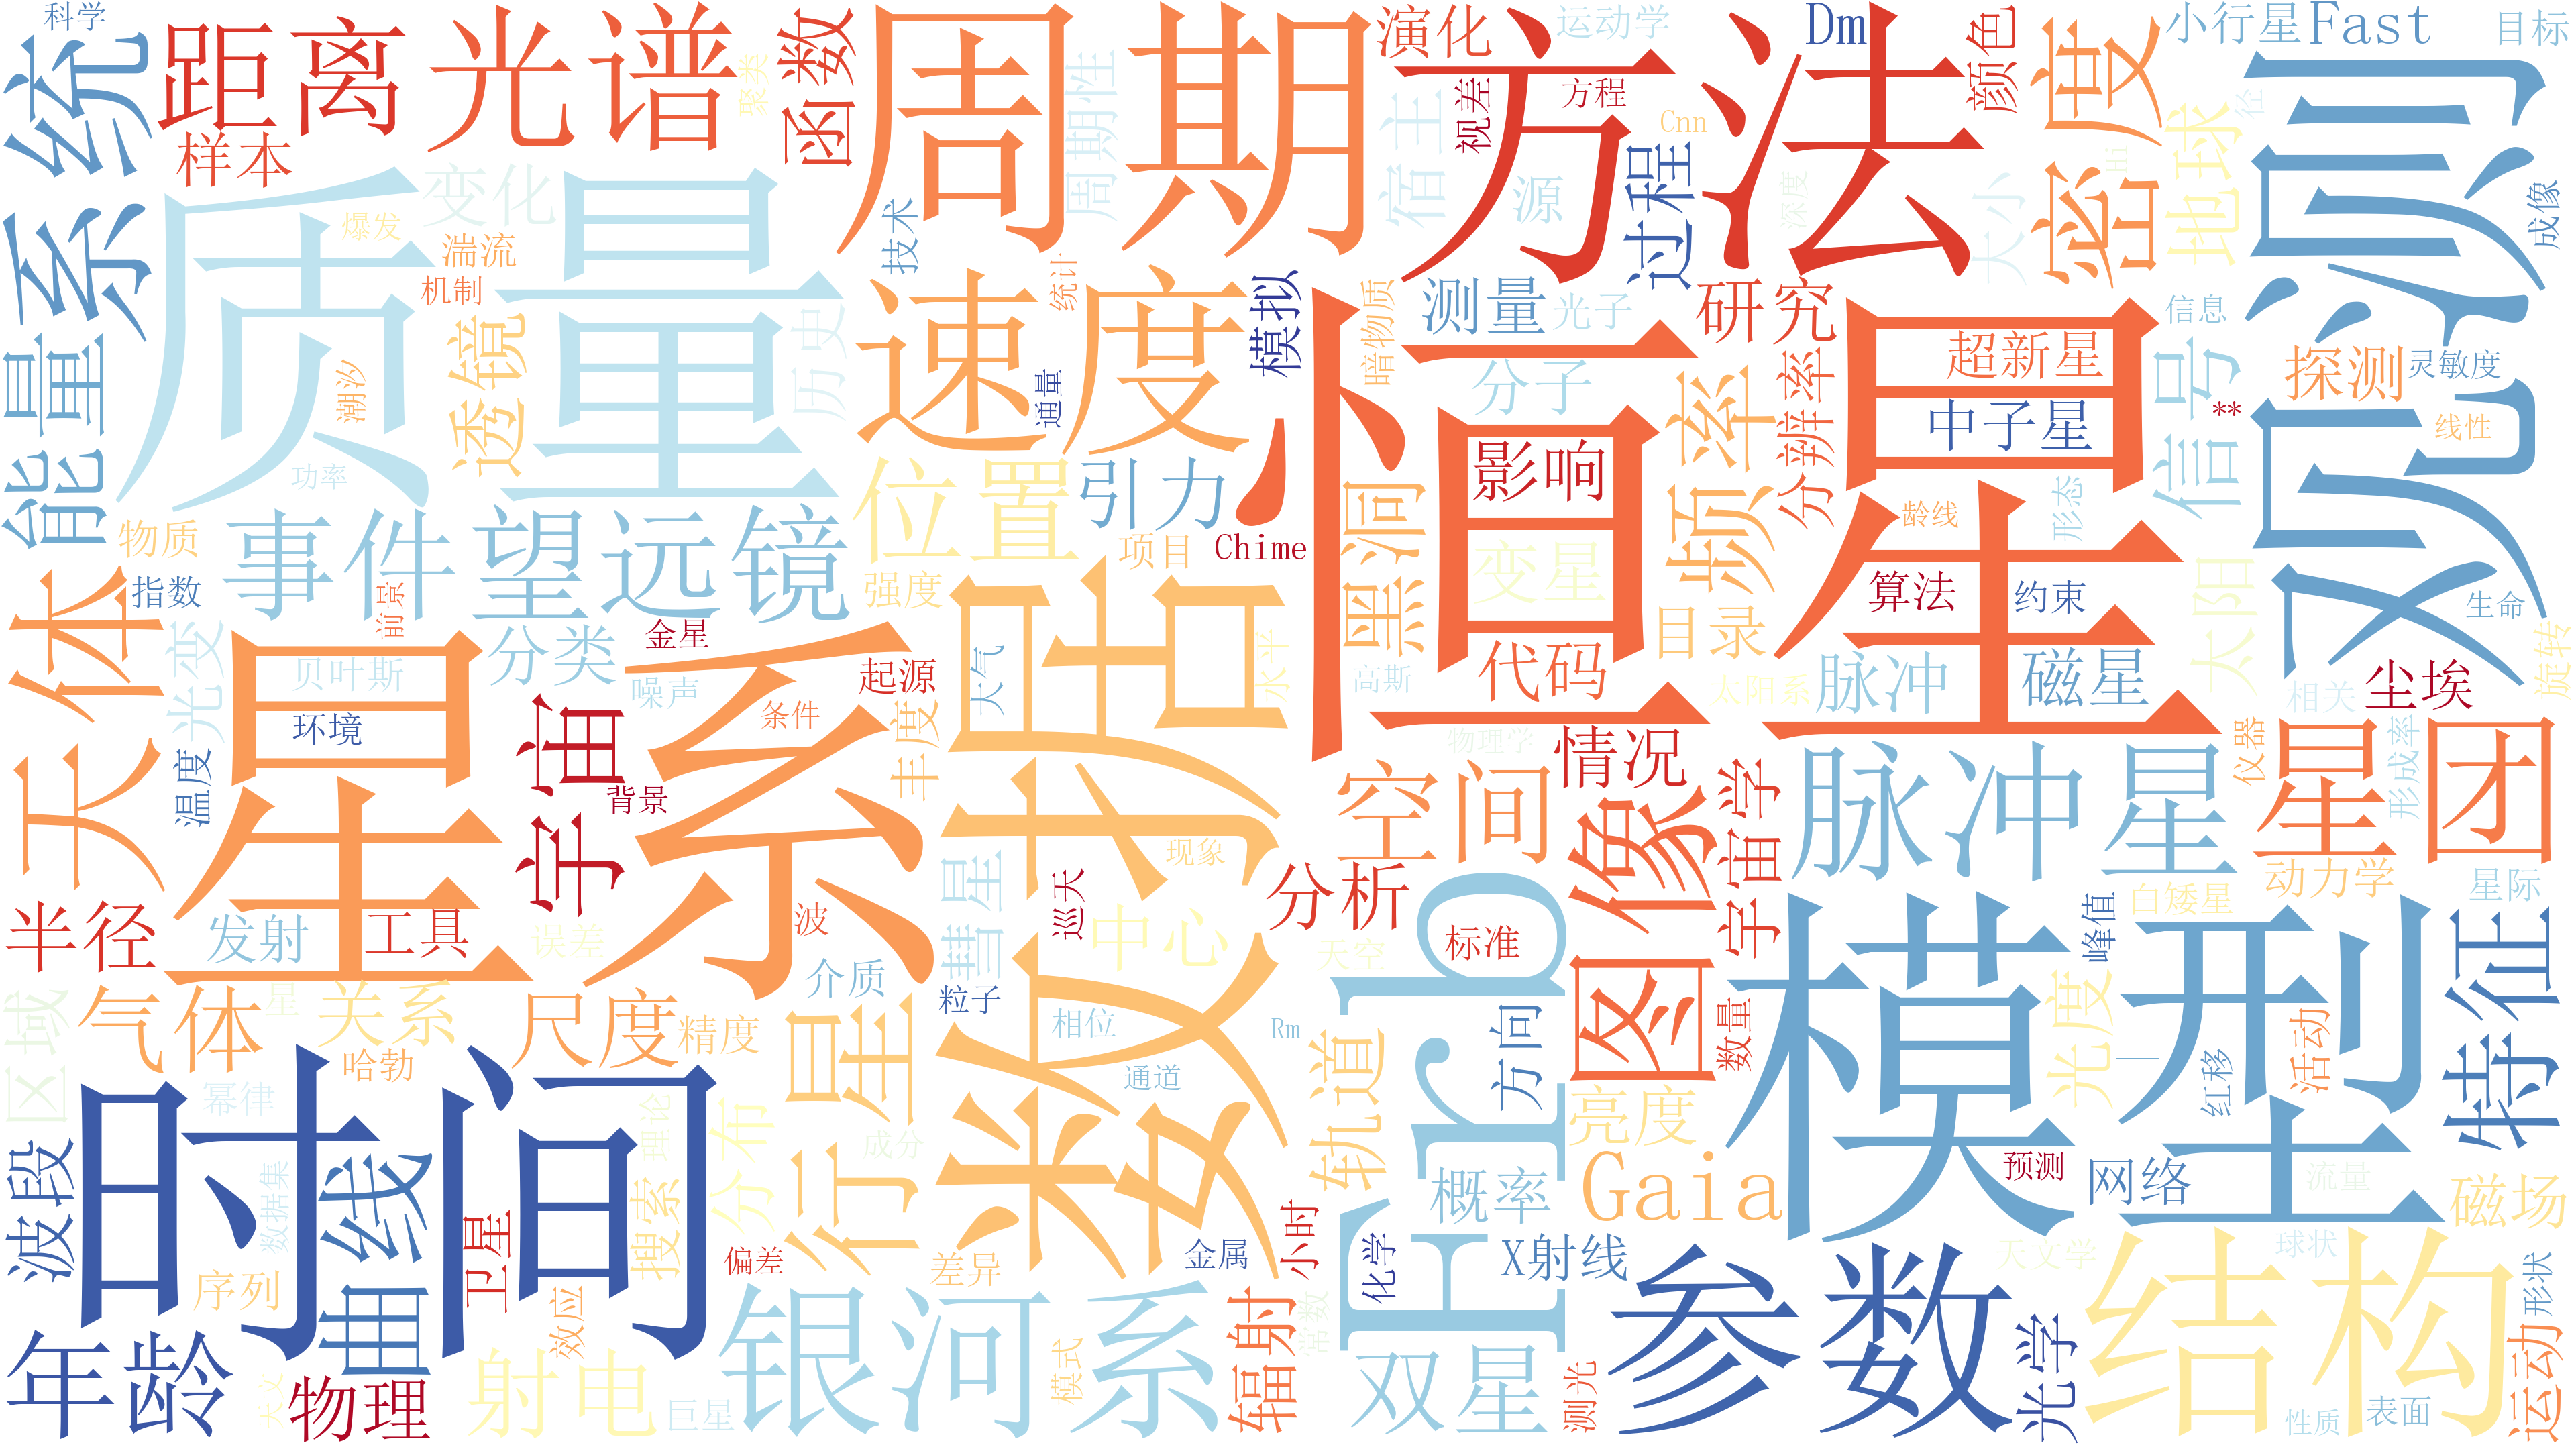 科学
系统
距离
光谱
聚类
函数
周期
周期性
演化
运动学
方法
Dm
颜色
密度
小行星
Fast
目标
样本
质量
变化
爆发
湍流
机制
技术
统计
视差
方程
Cnn
宿主
源
过程
深度
大小
地球
径
Hi
观测
成像
能量
透镜
历史
潮汐
功率
速度
通量
模拟
暗物质
测量
光子
研究
恒星
超新星
中子星
信息
信号
探测
灵敏度
**
线性
分子
影响
频率
分辨率
龄线
形态
物质
事件
望远镜
位置
引力
项目
Chime
强度
黑洞
变星
目录
算法
约束
太阳
生命
旋转
天体
指数
前景
光变
分类
金星
贝叶斯
噪声
起源
大气
水平
高斯
代码
太阳系
脉冲
磁星
相关
尘埃
星系
环境
温度
宇宙
背景
条件
丰度
数据
物理学
情况
空间
图像
宇宙学
脉冲星
仪器
形成率
星团
半径
发射
工具
误差
波
彗星
巡天
现象
中心
分析
标准
天空
动力学
白矮星
峰值
星际
特征
气体
区域
星
关系
哈勃
尺度
精度
介质
粒子
行星
相位
Rm
通道
Hubble
方向
数量
模型
光度
红移
一
活动
时间
幂律
波段
数据集
曲线
理论
分布
成分
轨道
概率
亮度
Gaia
预测
网络
流量
磁场
卫星
搜索
偏差
差异
金属
小时
化学
X射线
参数
天文学
球状
结构
形状
序列
年龄
天文
物理
效应
射电
巨星
银河系
模式
辐射
常数
双星
测光
光学
性质
表面
运动